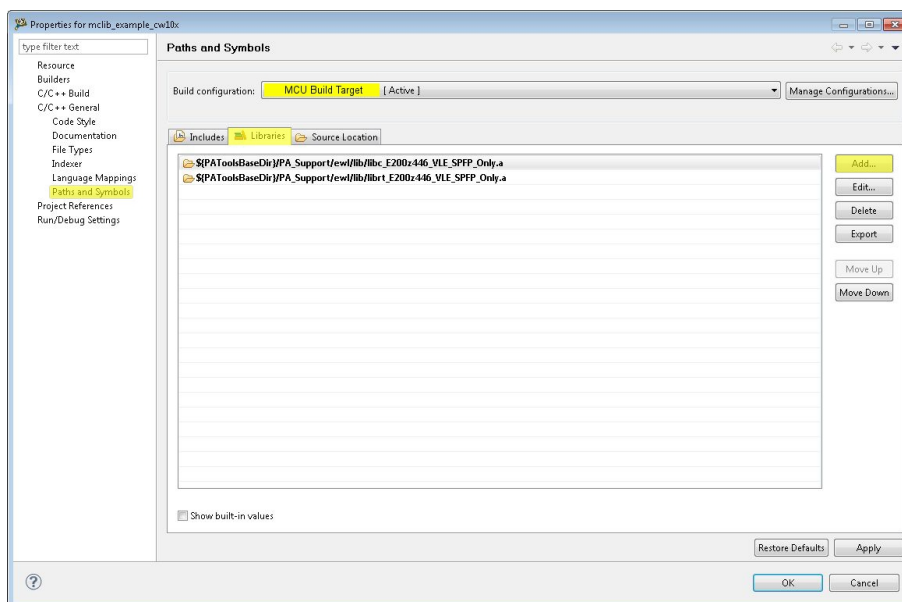 Properties for mclib_example_cw10x
type filter text
Resource
Builders
C/C++ Build
C/C++ General
Code Style
Documentation
File Types
Indexer
Language Mappings
Paths and Symbols
Project References
Run/Debug Settings
Paths and Symbols
Build configuration: MCU Build Target [ Active ] Manage Configurations...
Includes Libraries Source Location
${PAToolsBaseDir}/PA_Support/ewl/lib/libc_E200z446_VLE_SPFP_Only.a
${PAToolsBaseDir}/PA_Support/ewl/lib/librt_E200z446_VLE_SPFP_Only.a
Add...
Edit...
Delete
Export
Move Up
Move Down
Show built-in values
Restore Defaults Apply
? OK Cancel